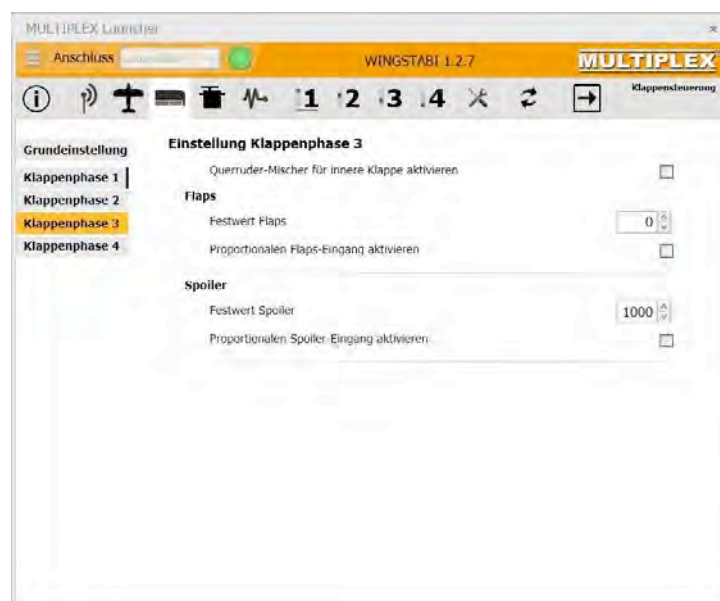 MULTIPLEX Launcher
Anschluss
WINGSTABI 1.2.7
MULTIPLEX
1 2 3 4
Klappensteuerung
Grundeinstellung
Klappenphase 1
Klappenphase 2
Klappenphase 3
Klappenphase 4
Einstellung Klappenphase 3
Querruder-Mischer für innere Klappe aktivieren
Flaps
Festwert Flaps 0
Proportionalen Flaps-Eingang aktivieren
Spoiler
Festwert Spoiler 1000
Proportionalen Spoiler-Eingang aktivieren